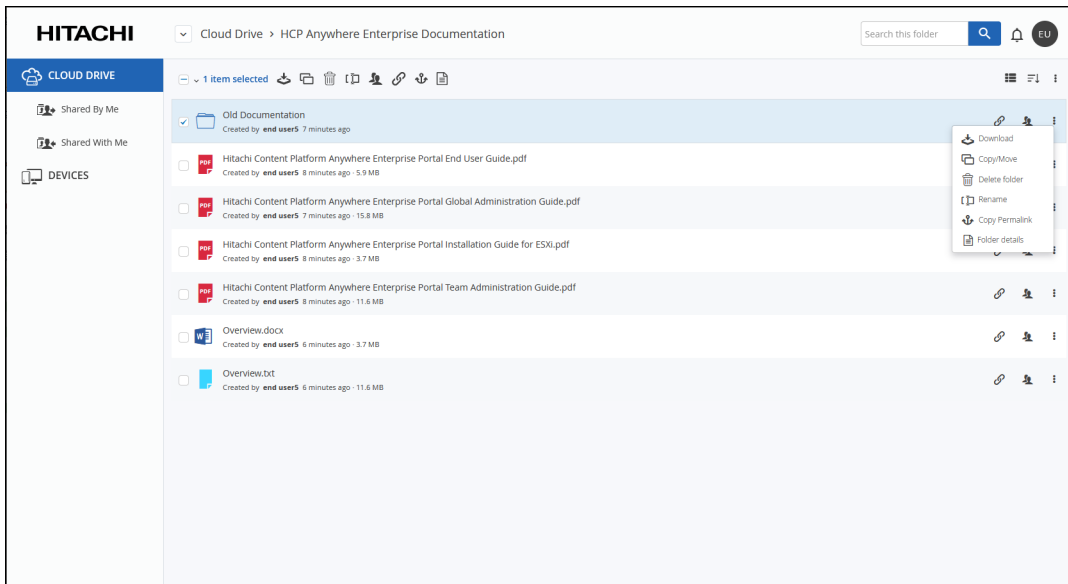 HITACHI
Cloud Drive > HCP Anywhere Enterprise Documentation
Search this folder
EU
CLOUD DRIVE
Shared By Me
Shared With Me
DEVICES
1 item selected
Old Documentation
Created by end user5 7 minutes ago
PDF
Hitachi Content Platform Anywhere Enterprise Portal End User Guide.pdf
Created by end user5 8 minutes ago · 5.9 MB
PDF
Hitachi Content Platform Anywhere Enterprise Portal Global Administration Guide.pdf
Created by end user5 7 minutes ago · 15.8 MB
PDF
Hitachi Content Platform Anywhere Enterprise Portal Installation Guide for ESXi.pdf
Created by end user5 8 minutes ago · 3.7 MB
PDF
Hitachi Content Platform Anywhere Enterprise Portal Team Administration Guide.pdf
Created by end user5 8 minutes ago · 11.6 MB
W
Overview.docx
Created by end user5 6 minutes ago · 3.7 MB
Overview.txt
Created by end user5 6 minutes ago · 11.6 MB
Download
Copy/Move
Delete folder
Rename
Copy Permalink
Folder details